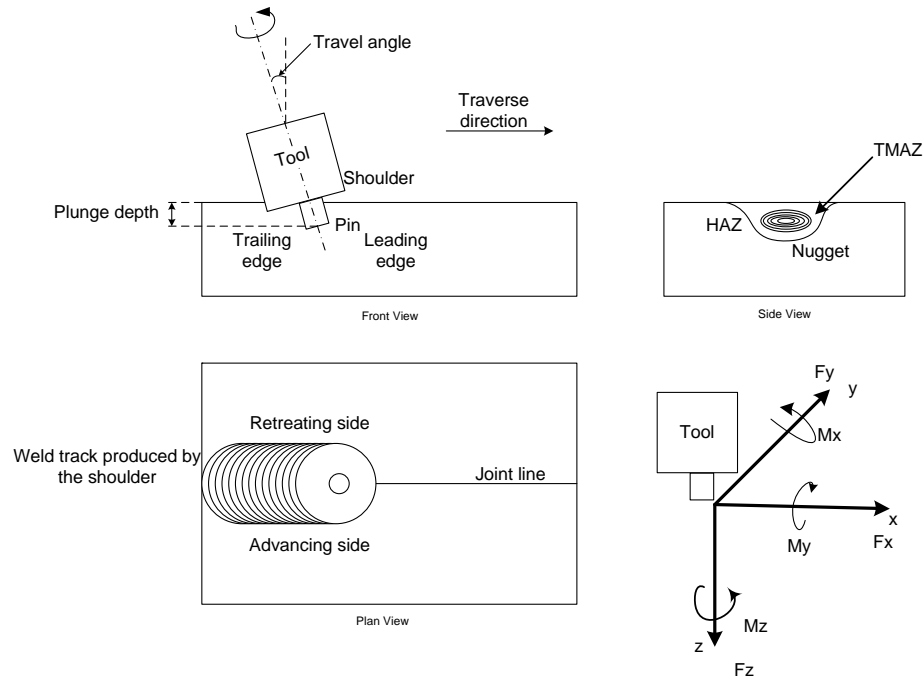 Travel angle
Traverse
direction
Tool
Shoulder
Plunge depth
Pin
Trailing
edge
Leading
edge
Front View
TMAZ
HAZ
Nugget
Side View
Retreating side
Weld track produced by
the shoulder
Joint line
Advancing side
Plan View
Fy
y
Tool
Mx
x
My
Fx
Mz
z
Fz